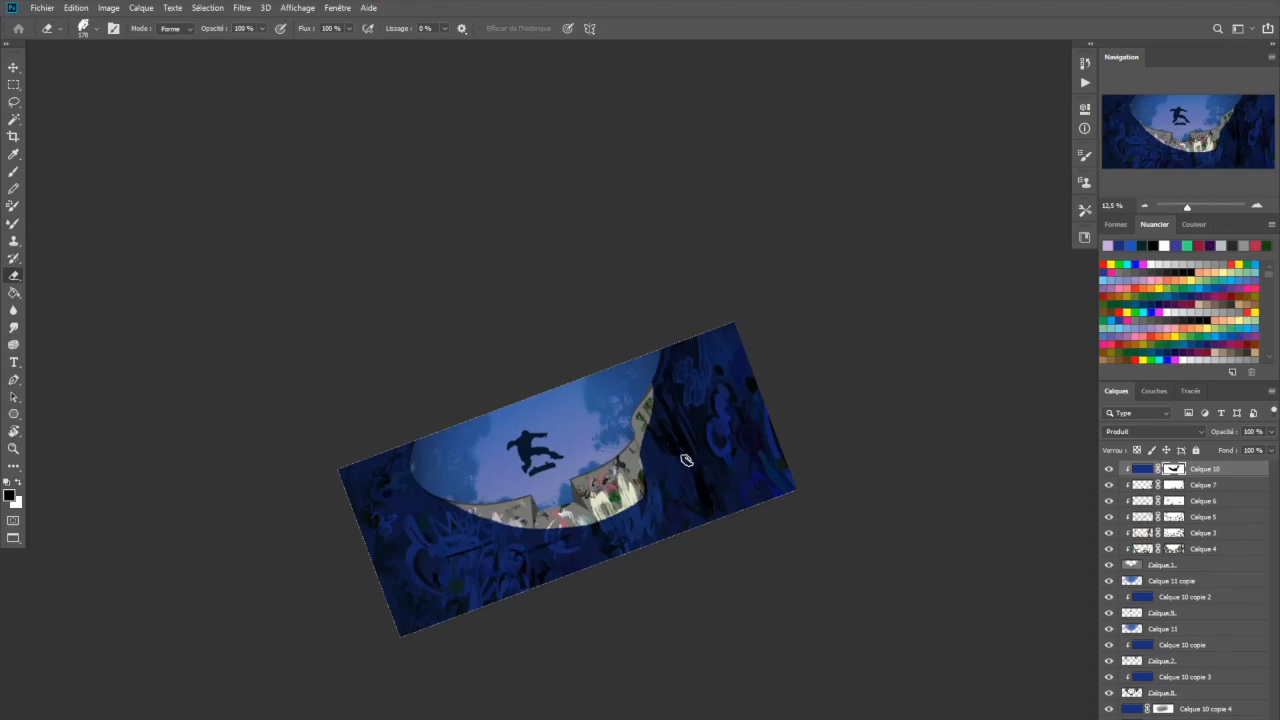 Ps Fichier Edition Image Calque Texte Sélection Filtre 3D Affichage Fenêtre Aide
178 Mode : Forme Opacité : 100 % Flux : 100 % Lissage : 0 % Effacer de l'historique
Navigation
12,5 %
Formes Nuancier Couleur
Calques Couches Tracés
Type
Produit Opacité : 100 %
Verrou : Fond : 100 %
Calque 10
Calque 7
Calque 6
Calque 5
Calque 3
Calque 4
Calque 1
Calque 11 copie
Calque 10 copie 2
Calque 9
Calque 11
Calque 10 copie
Calque 2
Calque 10 copie 3
Calque 8
Calque 10 copie 4